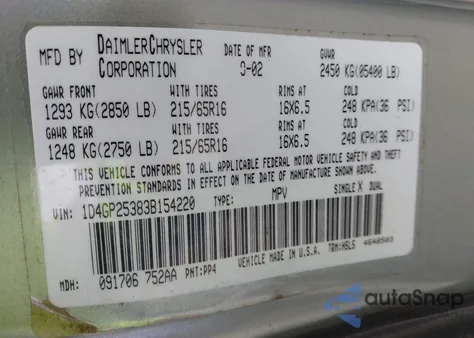 MFD BY DAIMLERCHRYSLER CORPORATION DATE OF MFR 9-02 GVWR 2450 KG(05400 LB)
GAWR FRONT WITH TIRES RIMS AT COLD
1293 KG(2850 LB) 215/65R16 16X6.5 248 KPA(36 PSI)
GAWR REAR WITH TIRES RIMS AT COLD
1248 KG(2750 LB) 215/65R16 16X6.5 248 KPA(36 PSI)
THIS VEHICLE CONFORMS TO ALL APPLICABLE FEDERAL MOTOR VEHICLE SAFETY AND THEFT
PREVENTION STANDARDS IN EFFECT ON THE DATE OF MANUFACTURE SHOWN ABOVE.
VIN: 1D4GP25383B154220 TYPE: MPV SINGLE X DUAL
VEHICLE MADE IN U.S.A. TRM:HSL5
MDH: 091706 752AA PNT:PP4
autoSnap